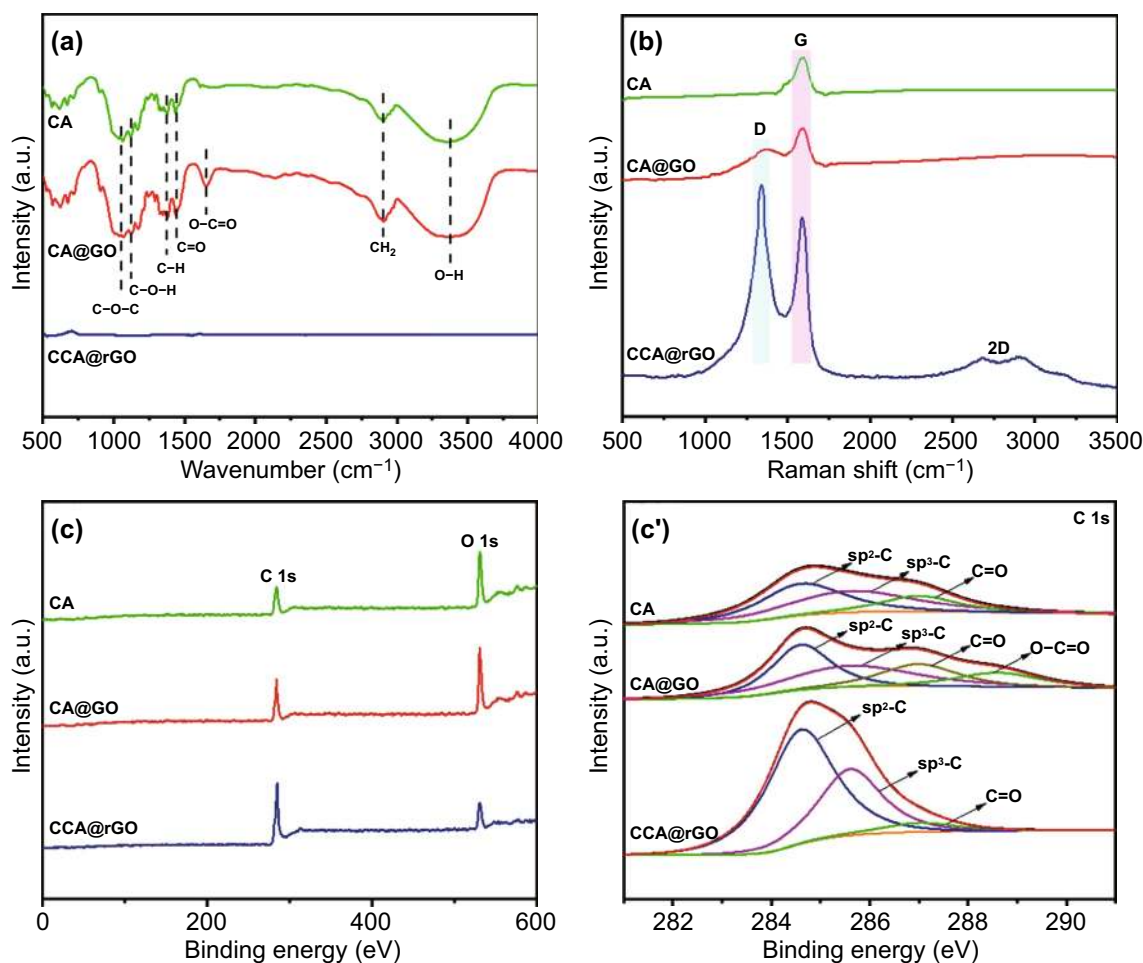 (a)
CA
CA@GO
O−C=O
C=O
C−H
C−O−H
C−O−C
CH₂
O−H
CCA@rGO
Intensity (a.u.)
500 1000 1500 2000 2500 3000 3500 4000
Wavenumber (cm⁻¹)
(b)
G
CA
D
CA@GO
CCA@rGO
2D
Intensity (a.u.)
500 1000 1500 2000 2500 3000 3500
Raman shift (cm⁻¹)
(c)
O 1s
C 1s
CA
CA@GO
CCA@rGO
Intensity (a.u.)
0 200 400 600
Binding energy (eV)
(c')
C 1s
sp²-C
sp³-C
C=O
CA
sp²-C
sp³-C
C=O
O−C=O
CA@GO
sp²-C
sp³-C
C=O
CCA@rGO
Intensity (a.u.)
282 284 286 288 290
Binding energy (eV)